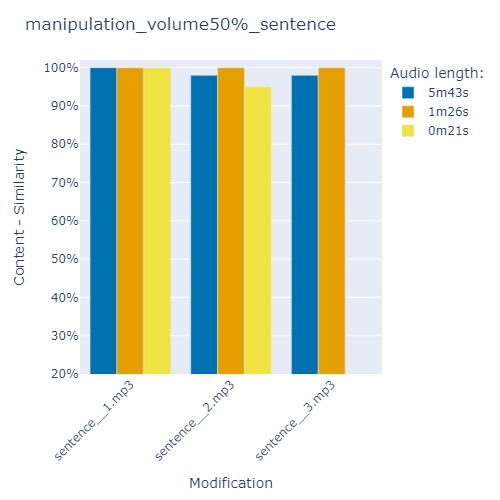 manipulation_volume50%_sentence
Audio length:
5m43s
1m26s
0m21s
Content - Similarity
100%
90%
80%
70%
60%
50%
40%
30%
20%
sentence__1.mp3
sentence__2.mp3
sentence__3.mp3
Modification